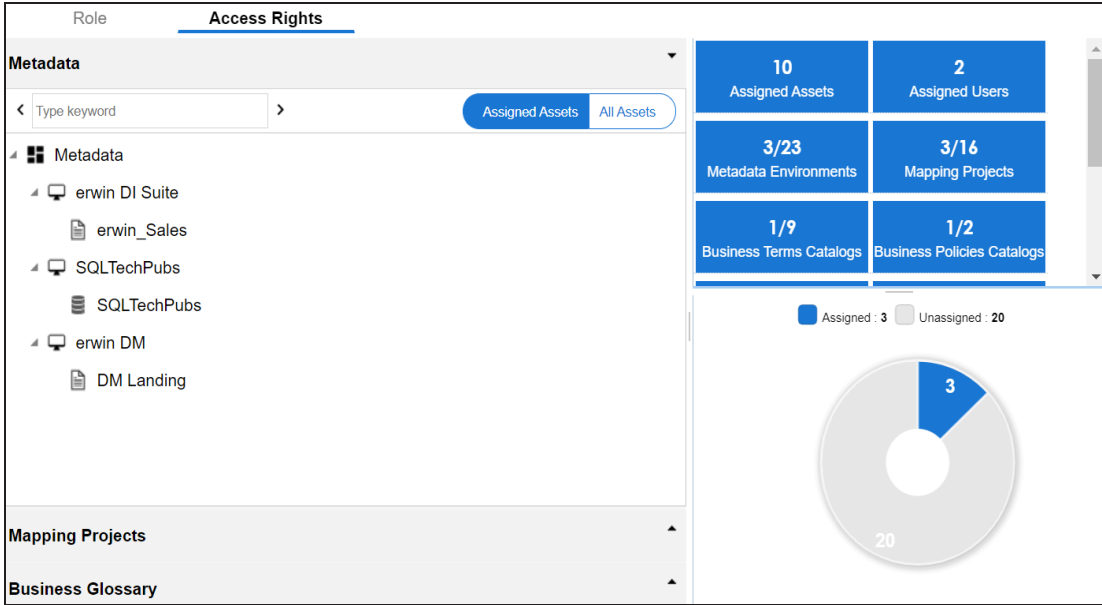 Role
Access Rights
Metadata
Type keyword
Assigned Assets
All Assets
Metadata
erwin DI Suite
erwin_Sales
SQLTechPubs
SQLTechPubs
erwin DM
DM Landing
Mapping Projects
Business Glossary
10
Assigned Assets
2
Assigned Users
3/23
Metadata Environments
3/16
Mapping Projects
1/9
Business Terms Catalogs
1/2
Business Policies Catalogs
Assigned : 3
Unassigned : 20
3
20